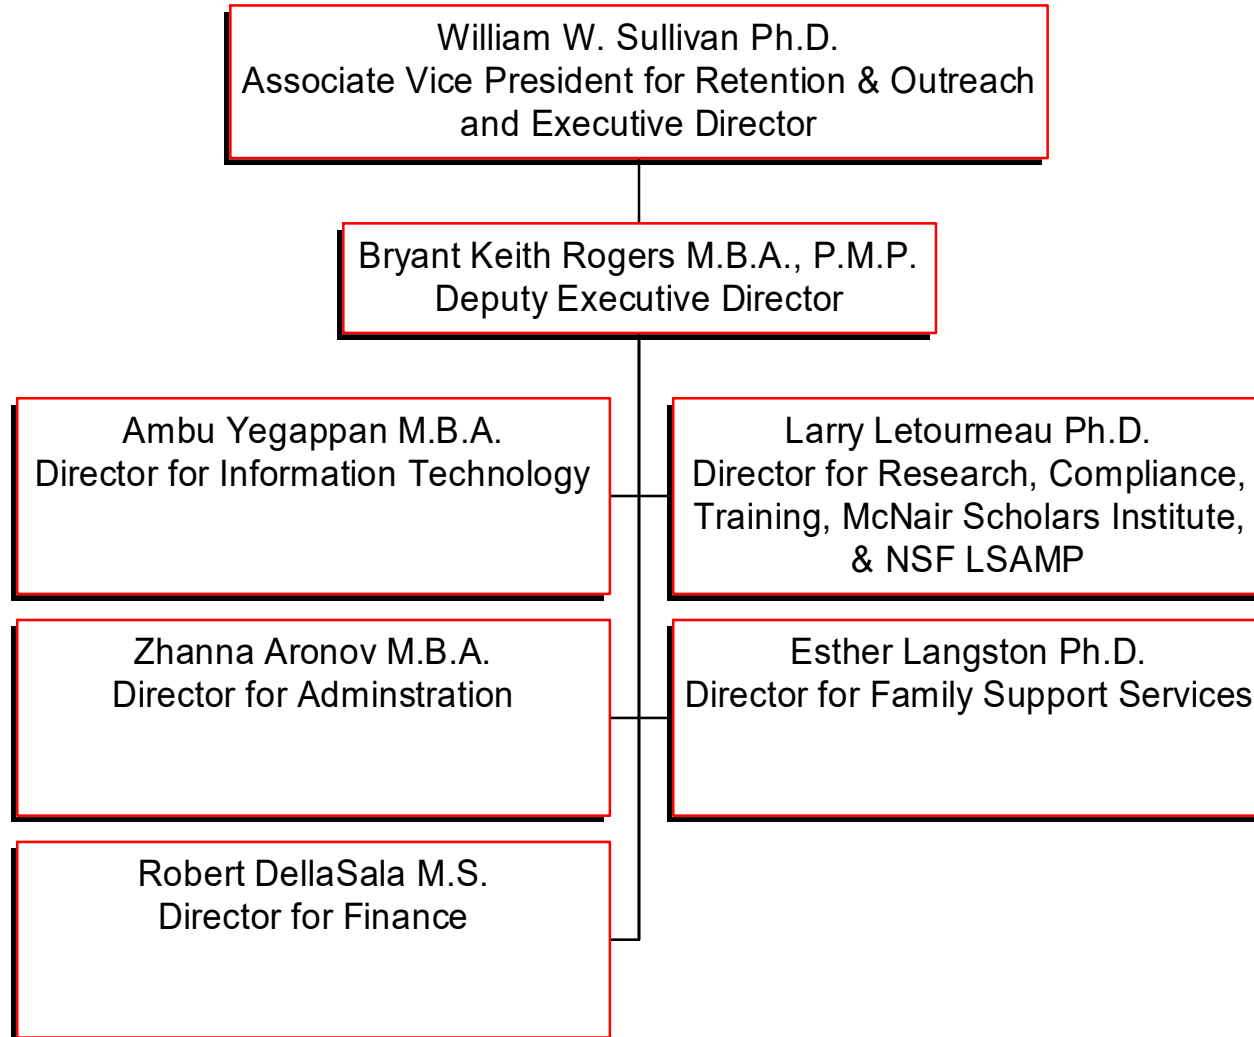 William W. Sullivan Ph.D.
Associate Vice President for Retention & Outreach
and Executive Director
Bryant Keith Rogers M.B.A., P.M.P.
Deputy Executive Director
Ambu Yegappan M.B.A.
Director for Information Technology
Larry Letourneau Ph.D.
Director for Research, Compliance,
Training, McNair Scholars Institute,
& NSF LSAMP
Zhanna Aronov M.B.A.
Director for Adminstration
Esther Langston Ph.D.
Director for Family Support Services
Robert DellaSala M.S.
Director for Finance